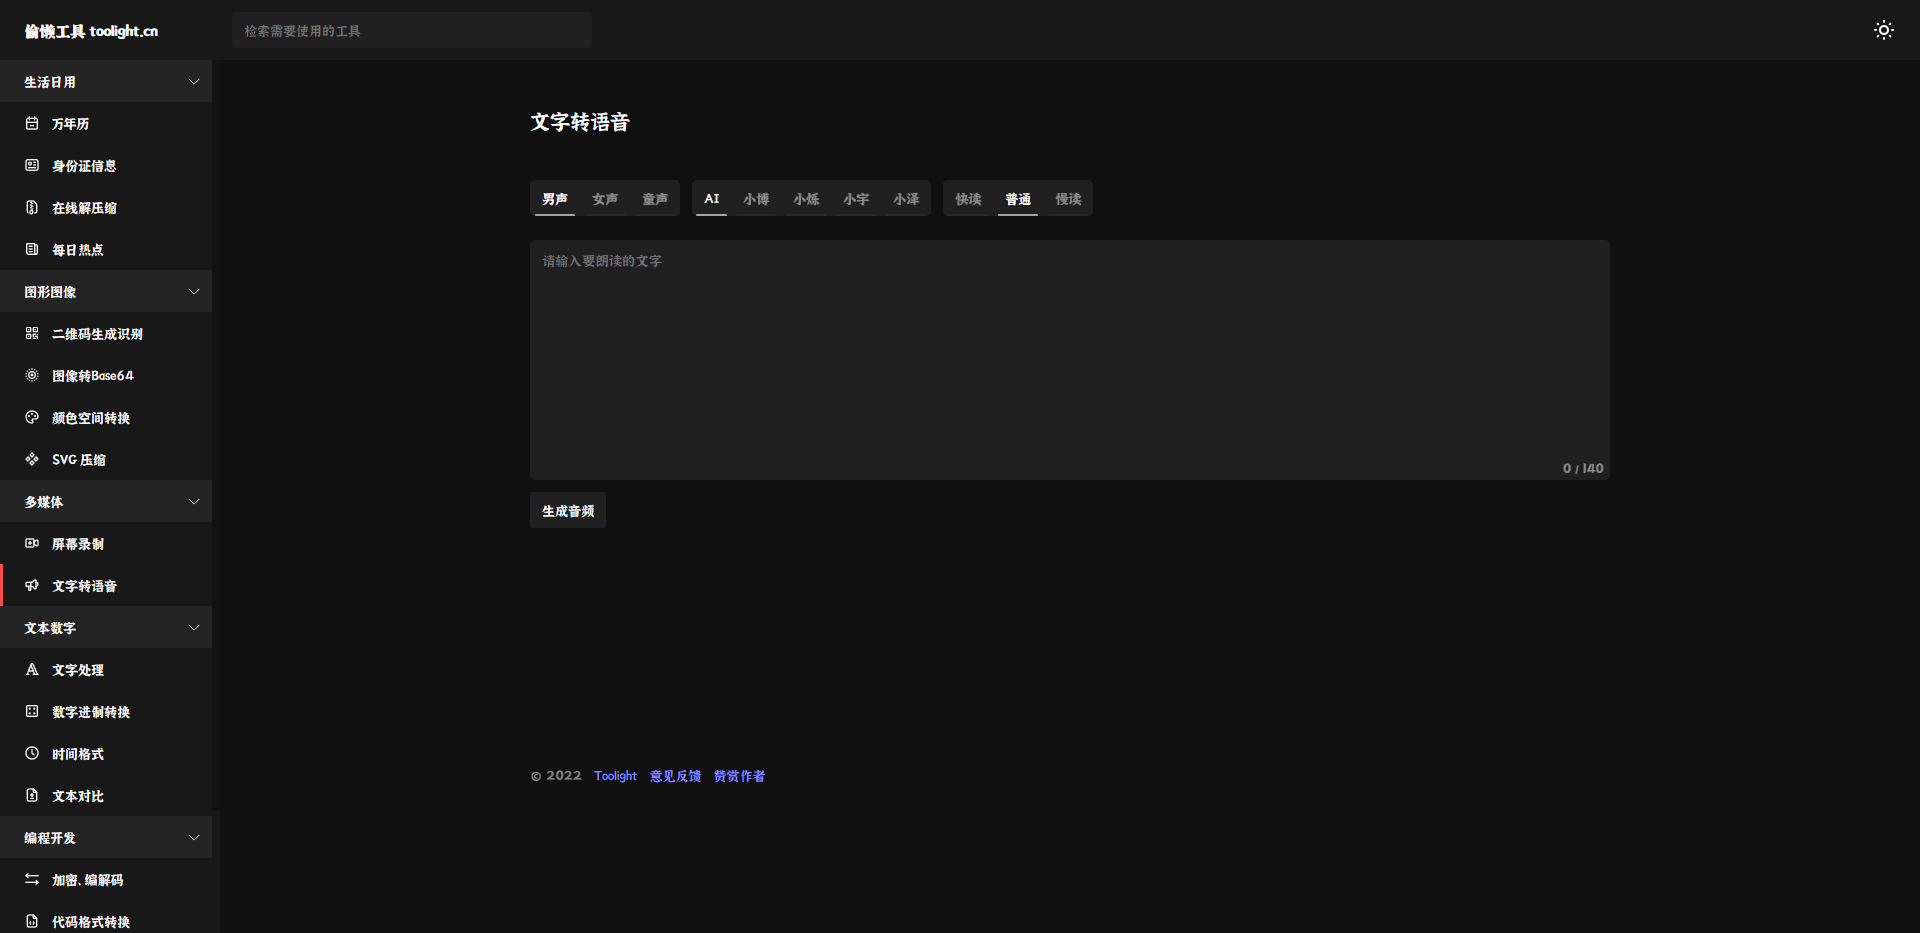 偷懒工具 toolight.cn
检索需要使用的工具
生活日用
万年历
身份证信息
在线解压缩
每日热点
图形图像
二维码生成识别
图像转Base64
颜色空间转换
SVG 压缩
多媒体
屏幕录制
文字转语音
文本数字
文字处理
数字进制转换
时间格式
文本对比
编程开发
加密、编解码
代码格式转换
文字转语音
男声 女声 童声 AI 小博 小烁 小宇 小泽 快读 普通 慢读
请输入要朗读的文字
0 / 140
生成音频
© 2022 Toolight 意见反馈 赞赏作者